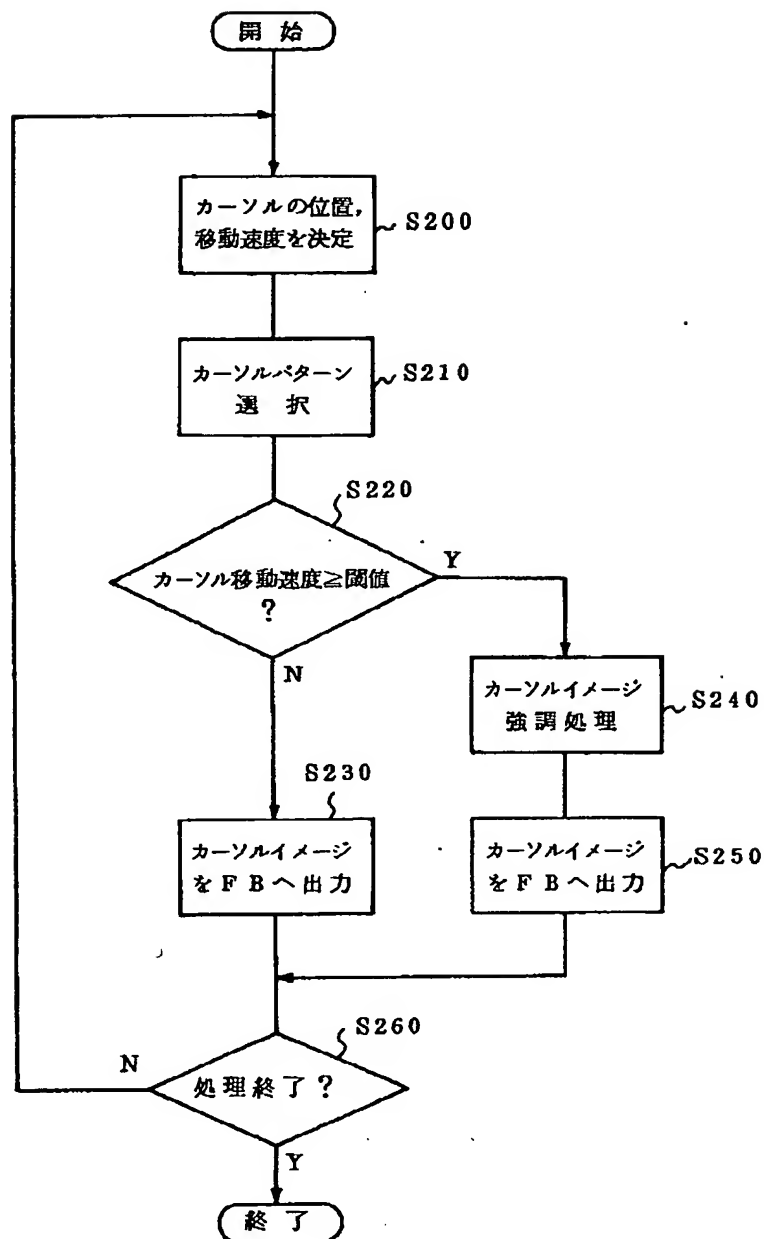 開始
カーソルの位置,
移動速度を決定
S200
カーソルパターン
選択
S210
S220
カーソル移動速度≧閾値
?
Y
N
カーソルイメージ
強調処理
S240
S230
カーソルイメージ
をFBへ出力
カーソルイメージ
をFBへ出力
S250
S260
N
処理終了?
Y
終了